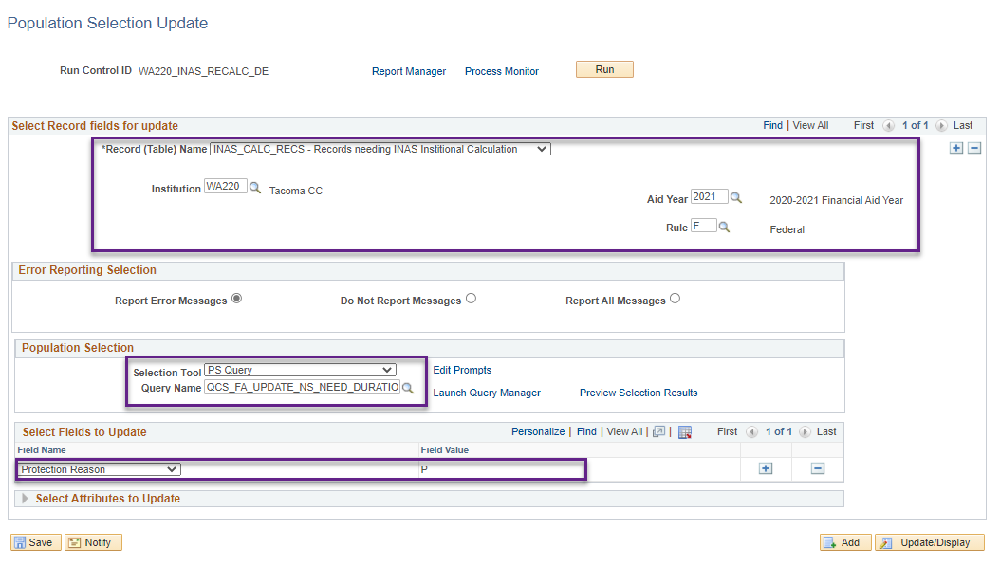 Population Selection Update
Run Control ID WA220_INAS_RECALC_DE Report Manager Process Monitor Run
Select Record fields for update Find | View All First 1 of 1 Last
*Record (Table) Name INAS_CALC_RECS - Records needing INAS Institional Calculation
Institution WA220 Tacoma CC
Aid Year 2021 2020-2021 Financial Aid Year
Rule F Federal
Error Reporting Selection
Report Error Messages Do Not Report Messages Report All Messages
Population Selection
Selection Tool PS Query Edit Prompts
Query Name QCS_FA_UPDATE_NS_NEED_DURATIO Launch Query Manager Preview Selection Results
Select Fields to Update Personalize | Find | View All | | First 1 of 1 Last
Field Name Field Value
Protection Reason P
Select Attributes to Update
Save Notify Add Update/Display